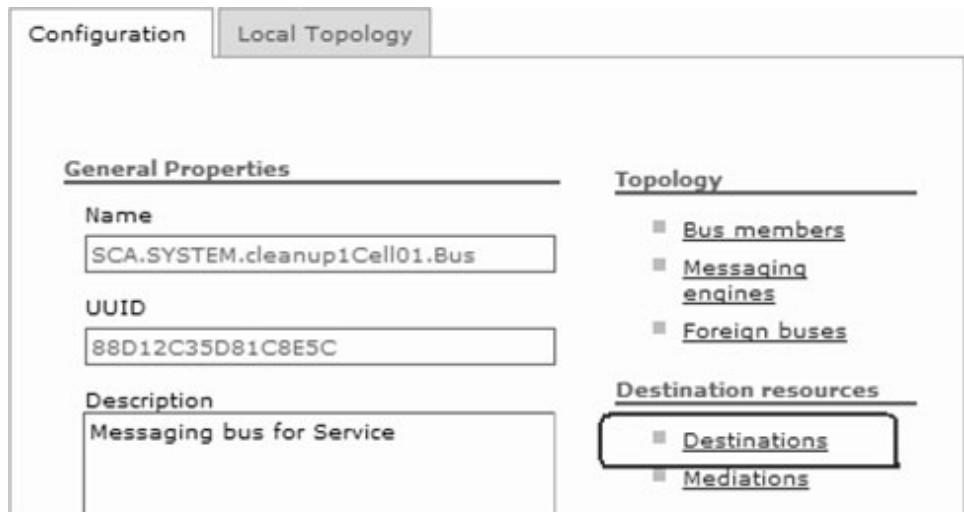 Configuration
Local Topology
General Properties
Name
SCA.SYSTEM.cleanup1Cell01.Bus
UUID
88D12C35D81C8E5C
Description
Messaging bus for Service
Topology
Bus members
Messaging
engines
Foreign buses
Destination resources
Destinations
Mediations